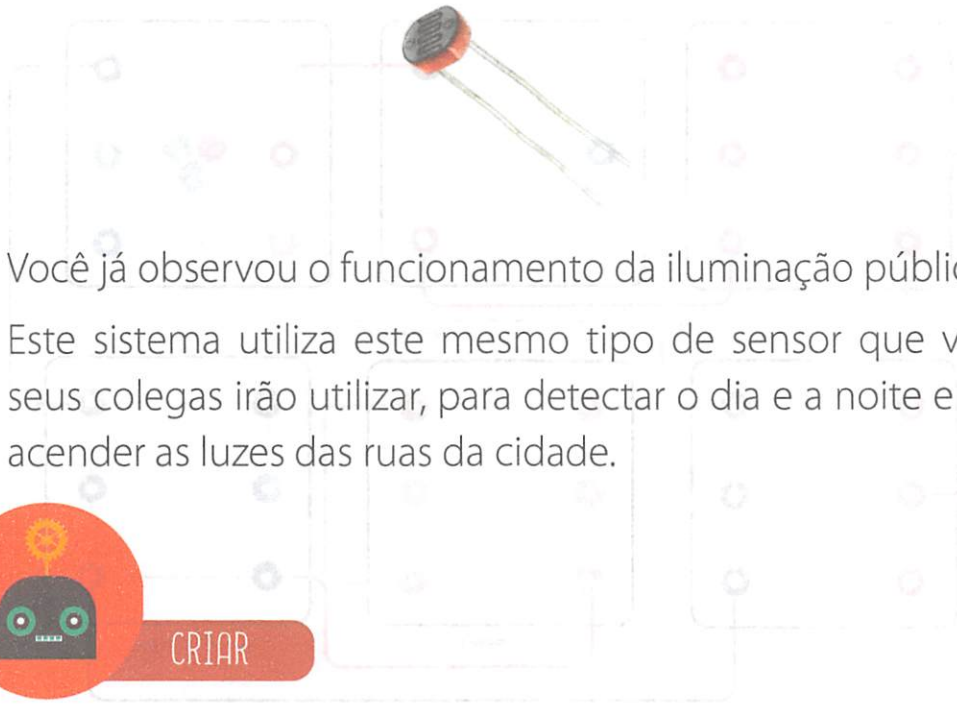 Você já observou o funcionamento da iluminação
Este sistema utiliza este mesmo tipo de sensor que
seus colegas irão utilizar, para detectar o dia e a noite e
acender as luzes das ruas da cidade.
CRIAR